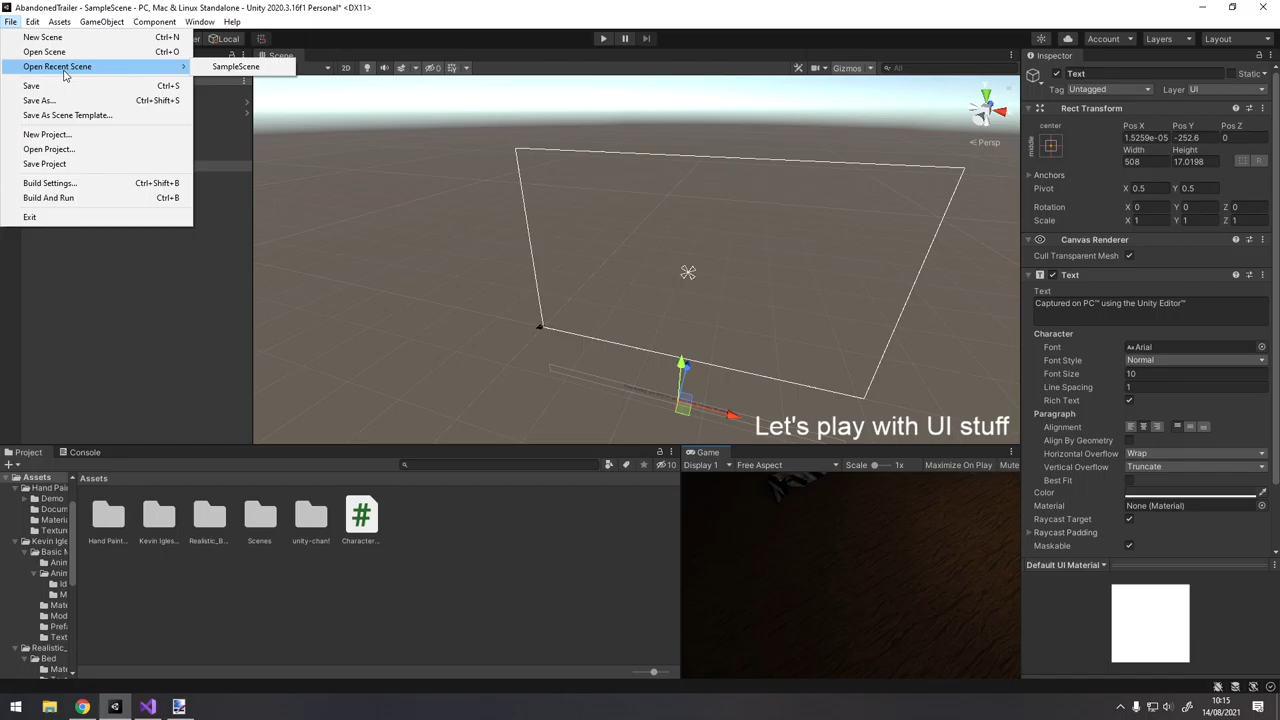 AbandonedTrailer - SampleScene - PC, Mac & Linux Standalone - Unity 2020.3.16f1 Personal* <DX11>
File Edit Assets GameObject Component Window Help
New Scene Ctrl+N
Open Scene Ctrl+O
Open Recent Scene
SampleScene
Save Ctrl+S
Save As... Ctrl+Shift+S
Save As Scene Template...
New Project...
Open Project...
Save Project
Build Settings... Ctrl+Shift+B
Build And Run Ctrl+B
Exit
Local
Account
Layers
Layout
Scene
2D
0
Gizmos
All
Persp
Let's play with UI stuff
Inspector
Text
Static
Tag Untagged
Layer UI
Rect Transform
center
middle
Pos X Pos Y Pos Z
1.5259e-05 -252.6 0
Width Height
508 17.0198
Anchors
Pivot X 0.5 Y 0.5
Rotation X 0 Y 0 Z 0
Scale X 1 Y 1 Z 1
Canvas Renderer
Cull Transparent Mesh
Text
Text
Captured on PC™ using the Unity Editor™
Character
Font Arial
Font Style Normal
Font Size 10
Line Spacing 1
Rich Text
Paragraph
Alignment
Align By Geometry
Horizontal Overflow Wrap
Vertical Overflow Truncate
Best Fit
Color
Material None (Material)
Raycast Target
Raycast Padding
Maskable
Default UI Material
Project Console
10
Assets
Hand Pain
Demo
Docum
Materia
Texture
Kevin Igle
Basic M
Anim
Anim
Id
M
Mate
Mod
Prefa
Text
Realistic_
Bed
Mate
Assets
Hand Paint...
Kevin Igles...
Realistic_B...
Scenes
unity-chan!
Character...
Game
Display 1
Free Aspect
Scale 1x
Maximize On Play
Mute
10:15
14/08/2021